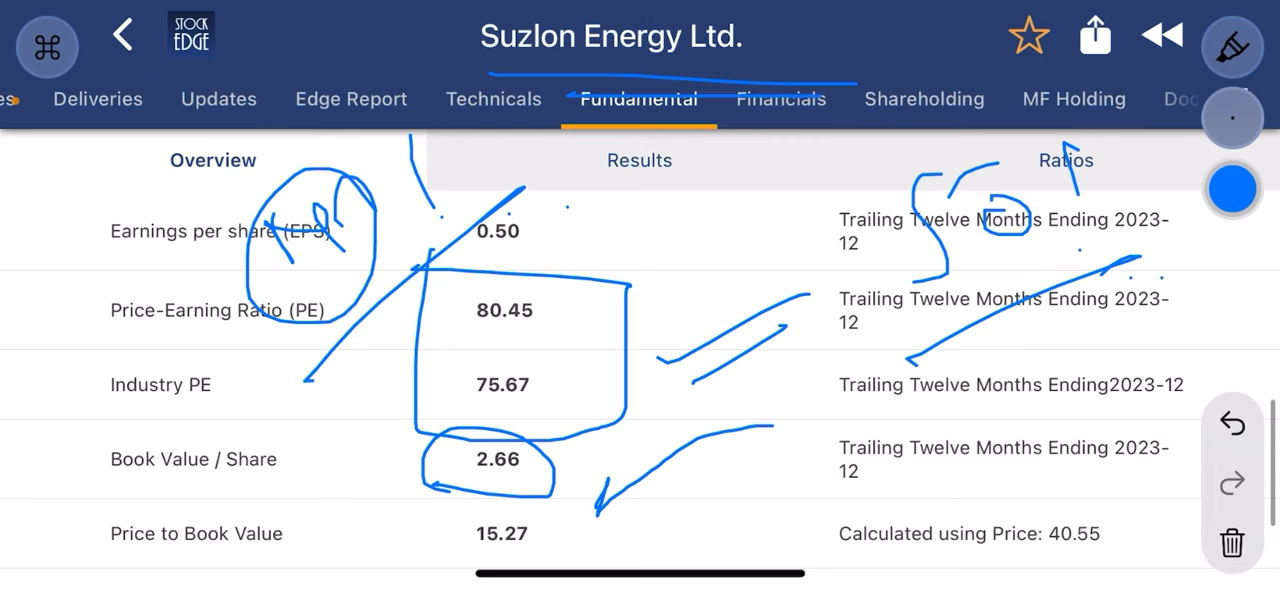 STOCK EDGE
Suzlon Energy Ltd.
Deliveries Updates Edge Report Technicals Fundamental Financials Shareholding MF Holding
Overview Results Ratios
Earnings per share (EPS) 0.50 Trailing Twelve Months Ending 2023-
12
Price-Earning Ratio (PE) 80.45 Trailing Twelve Months Ending 2023-
12
Industry PE 75.67 Trailing Twelve Months Ending2023-12
Book Value / Share 2.66 Trailing Twelve Months Ending 2023-
12
Price to Book Value 15.27 Calculated using Price: 40.55